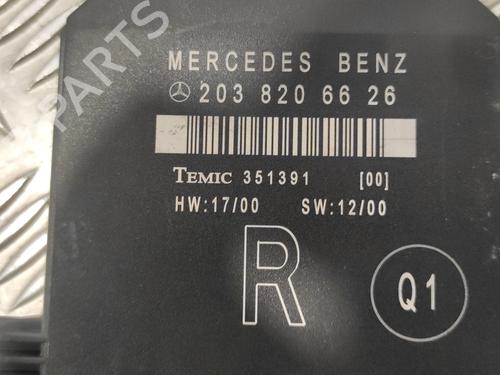 MERCEDES BENZ
203 820 66 26
TEMIC 351391 [00]
HW:17/00 SW:12/00
R
Q1
B-PARTS